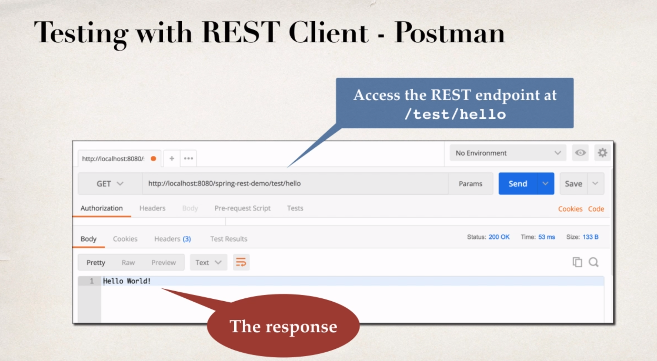 Testing with REST Client - Postman
Access the REST endpoint at
/test/hello
http://localhost:8080/
No Environment
GET http://localhost:8080/spring-rest-demo/test/hello Params Send Save
Authorization Headers Body Pre-request Script Tests Cookies Code
Body Cookies Headers (3) Test Results Status: 200 OK Time: 53 ms Size: 133 B
Pretty Raw Preview Text
1 Hello World!
The response